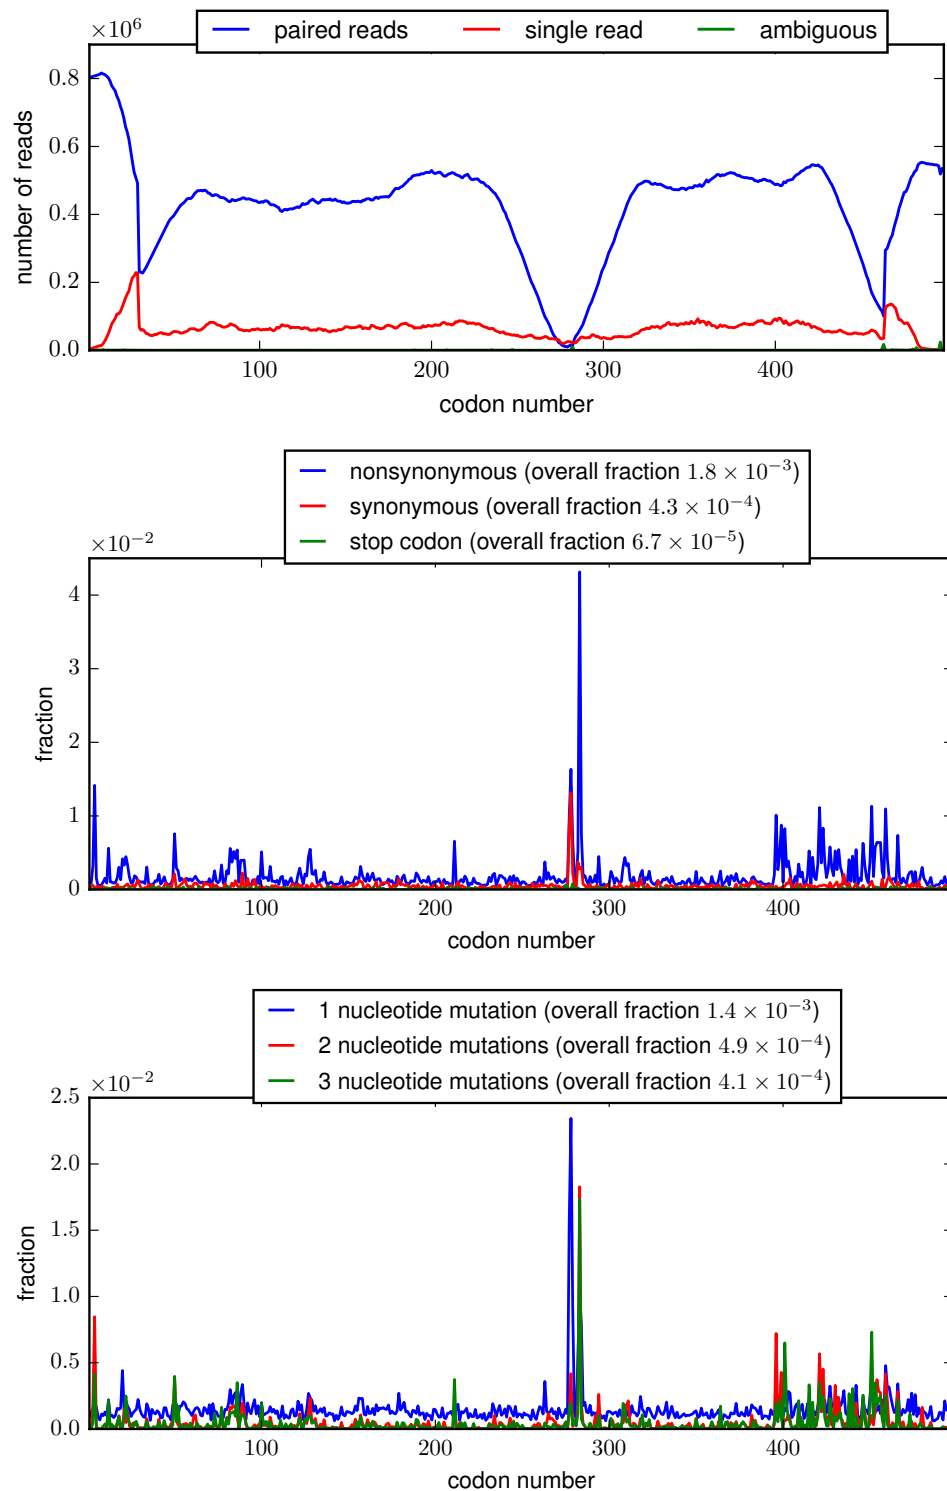 ×10⁶
paired reads single read ambiguous
0.8
0.6
0.4
0.2
0.0
number of reads
100 200 300 400
codon number
nonsynonymous (overall fraction 1.8 × 10⁻³)
synonymous (overall fraction 4.3 × 10⁻⁴)
stop codon (overall fraction 6.7 × 10⁻⁵)
×10⁻²
4
3
2
1
0
fraction
100 200 300 400
codon number
1 nucleotide mutation (overall fraction 1.4 × 10⁻³)
2 nucleotide mutations (overall fraction 4.9 × 10⁻⁴)
3 nucleotide mutations (overall fraction 4.1 × 10⁻⁴)
×10⁻²
2.5
2.0
1.5
1.0
0.5
0.0
fraction
100 200 300 400
codon number